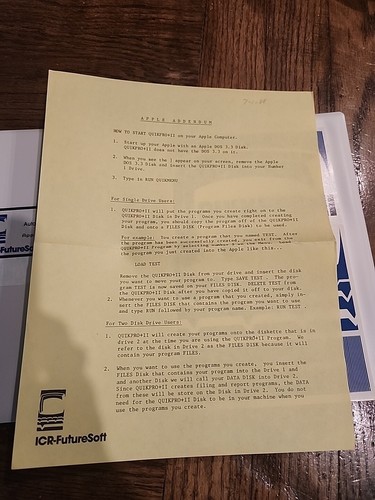 APPLE ADDENDUM
HOW TO START QUIKPRO+II on your Apple Computer.
1. Start up your Apple with an Apple DOS 3.3 Disk.
QUIKPRO+II does not have the DOS 3.3 on it.
2. When you see the ] appear on your screen, remove the Apple
DOS 3.3 Disk and insert the QUIKPRO+II Disk into your Number
1 Drive.
3. Type in RUN QUIKMENU
For Single Drive Users:
1. QUIKPRO+II will put the programs you create right on to the
QUIKPRO+II Disk in Drive 1. Once you have completed creating
your program, you should copy the program off of the QUIKPRO+II
Disk and onto a FILES DISK (Program Files Disk) to be used.
For example: You create a program that you named TEST. After
the program has been successfully created, you exit from the
QUIKPRO+II Program by
the program you just created into the Apple like this...
LOAD TEST
Remove the QUIKPRO+II Disk from your drive and insert the disk
you want to move your program to. Type SAVE TEST . The pro-
gram TEST is now saved on your FILES DISK. DELETE TEST from
the QUIKPRO+II Disk after you have copied it to your disk.
2. Whenever you want to use a program that you created, simply in-
sert the FILES DISK that contains the program you want to use
and type RUN followed by your program name. Example: RUN TEST .
For Two Disk Drive Users:
1. QUIKPRO+II will create your programs onto the diskette that is in
drive 2 at the time you are using the QUIKPRO+II Program. We
refer to the disk in Drive 2 as the FILES DISK because it will
contain your program FILES.
2. When you want to use the programs you create, you insert the
FILES Disk that contains your program into the Drive 1 and
and another Disk we will call your DATA DISK into Drive 2.
Since QUIKPRO+II creates filing and report programs, the DATA
from these will be stored on the Disk in Drive 2. You do not
need for the QUIKPRO+II Disk to be in your machine when you
use the programs you create.
ICR-FutureSoft